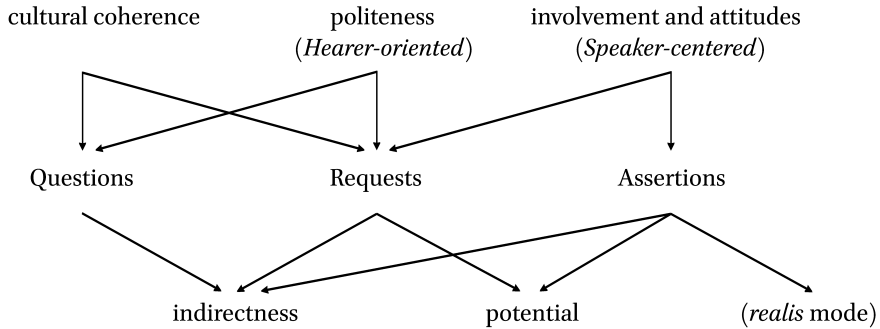 cultural coherence
politeness
(Hearer-oriented)
involvement and attitudes
(Speaker-centered)
Questions
Requests
Assertions
indirectness
potential
(realis mode)